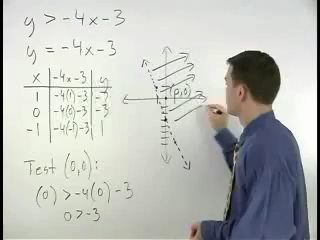 y > -4x-3
y = -4x-3
x -4x-3 y
1 -4(1)-3 -7
0 -4(0)-3 -3
-1 -4(-1)-3 1
Test (0,0):
(0) > -4(0) -3
0 > -3
(0,0)